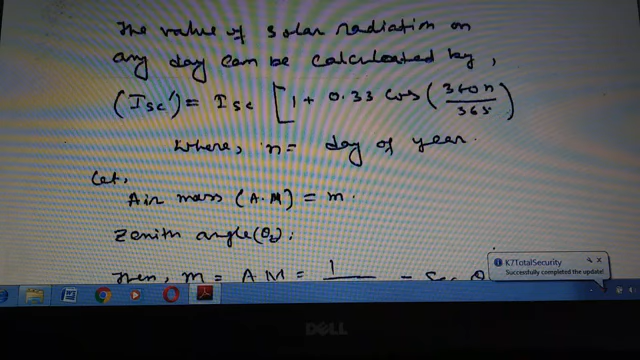 The value of solar radiation on
any day can be calculated by,
(Isc') = Isc [1 + 0.33 cos (360n/365)
where, n = day of year.
Let,
Air mass (A.M) = m.
Zenith angle (θz).
Then, m = A M = 1
K7TotalSecurity
Successfully completed the update!
DELL